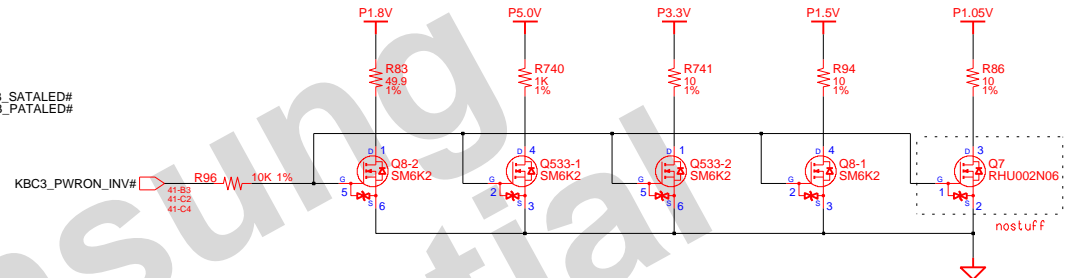 P1.8V
P5.0V
P3.3V
P1.5V
P1.05V
R83
49.9
1%
R740
1K
1%
R741
10
1%
R94
10
1%
R86
10
1%
_SATALED#
_PATALED#
D 1
Q8-2
SM6K2
G
5
S
6
D 4
Q533-1
SM6K2
G
2
S
3
D 1
Q533-2
SM6K2
G
5
S
6
D 4
Q8-1
SM6K2
G
2
S
3
D 3
Q7
RHU002N06
G
1
S
2
nostuff
KBC3_PWRON_INV#
41-B3
41-C2
41-C4
R96
10K 1%